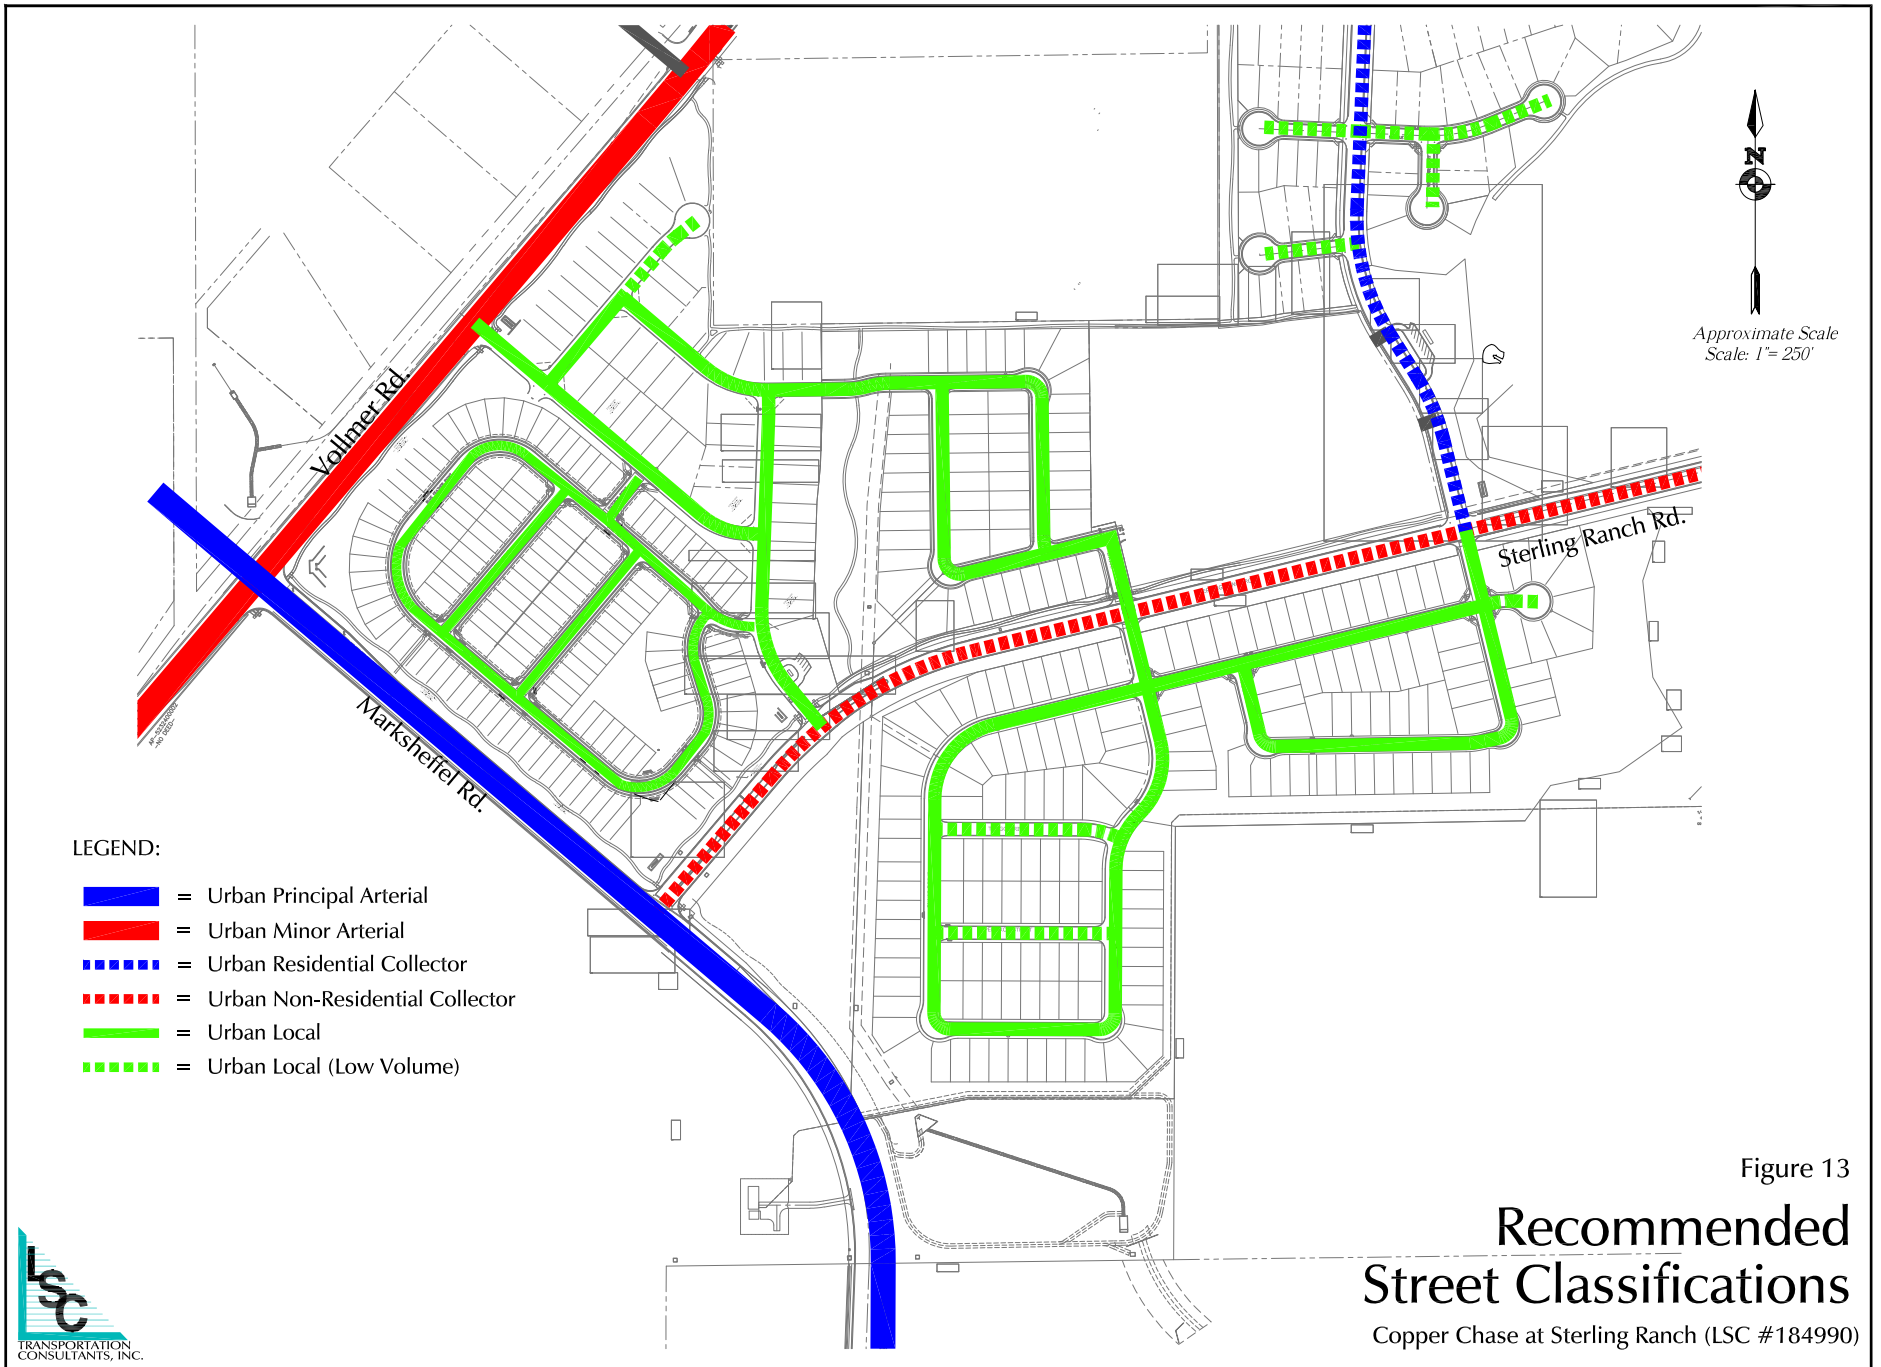 N
Approximate Scale
Scale: 1"= 250'
Vollmer Rd.
Sterling Ranch Rd.
Marksheffel Rd.
LEGEND:
= Urban Principal Arterial
= Urban Minor Arterial
= Urban Residential Collector
= Urban Non-Residential Collector
= Urban Local
= Urban Local (Low Volume)
Figure 13
Recommended
Street Classifications
Copper Chase at Sterling Ranch (LSC #184990)
LSC
TRANSPORTATION
CONSULTANTS, INC.